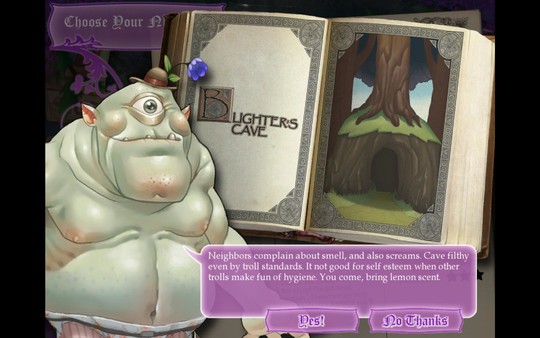 Choose Your N
BLIGHTER'S
CAVE
Neighbors complain about smell, and also screams. Cave filthy
even by troll standards. It not good for self esteem when other
trolls make fun of hygiene. You come, bring lemon scent.
Yes!
No Thanks